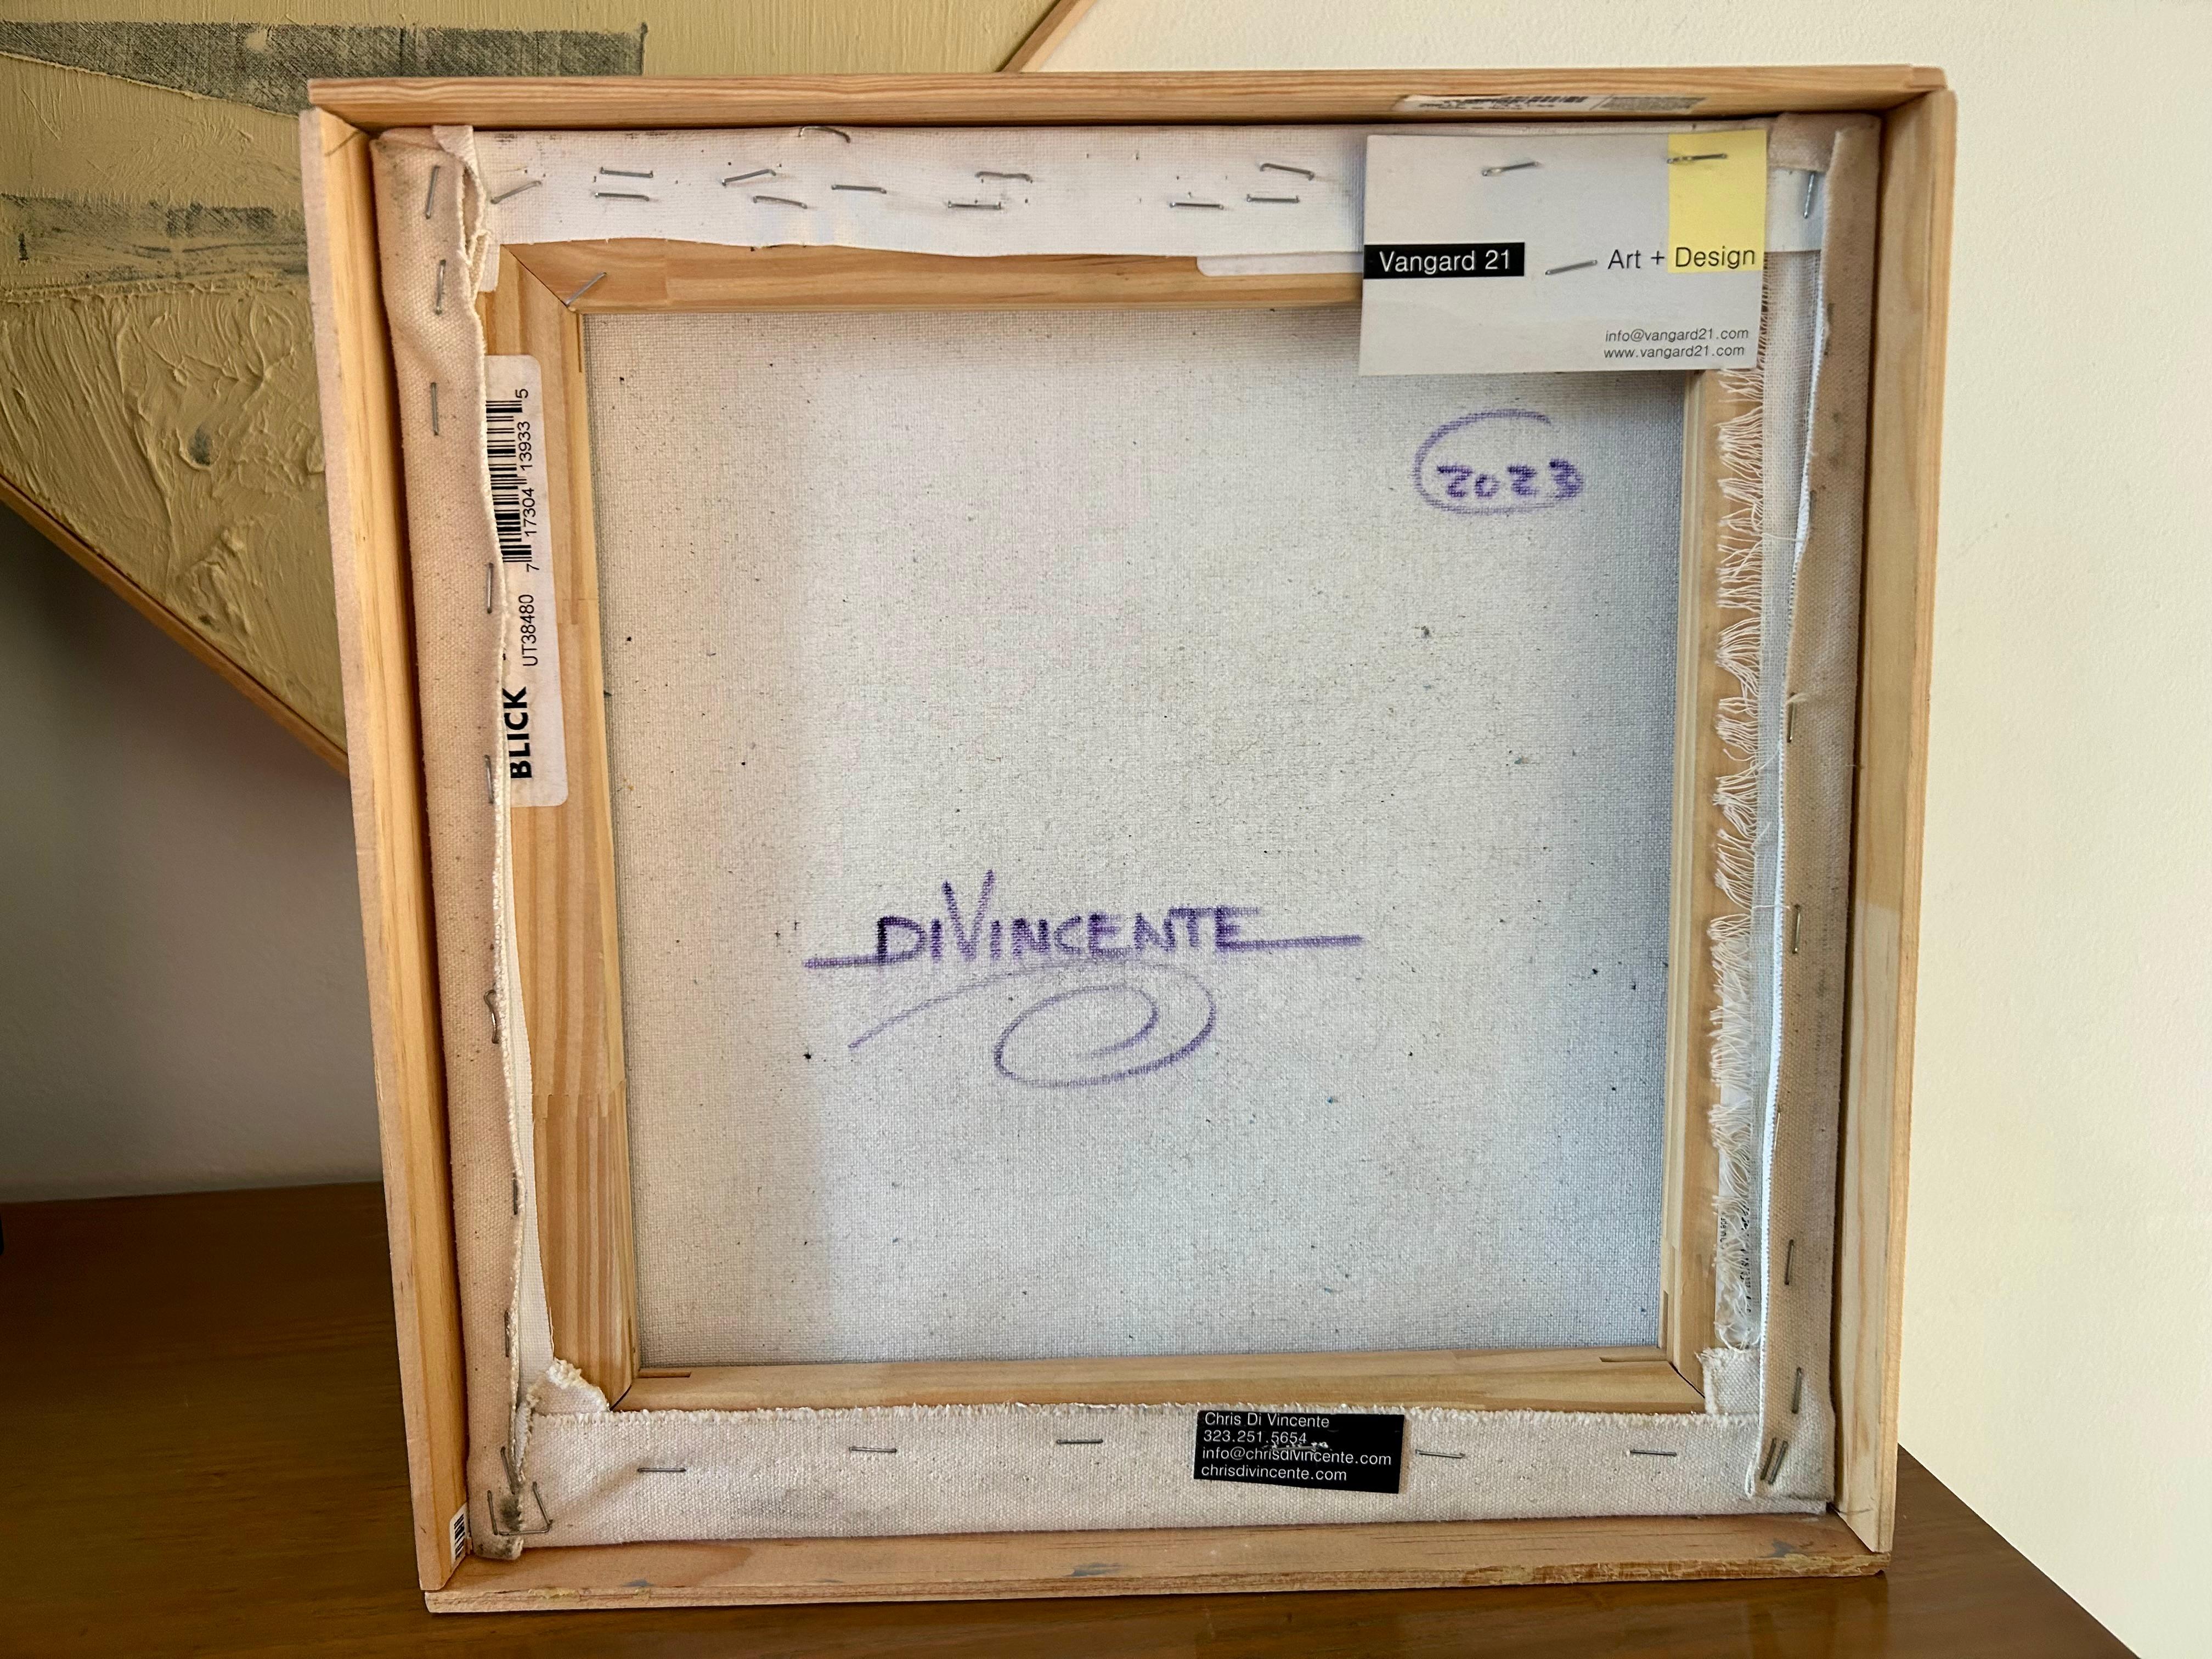 Vangard 21
Art + Design
info@vangard21.com
www.vangard21.com
2023
BLICK UT38480 7 17304 13933 5
DIVINCENTE
Chris Di Vincente
323.251.5654
info@chrisdivincente.com
chrisdivincente.com